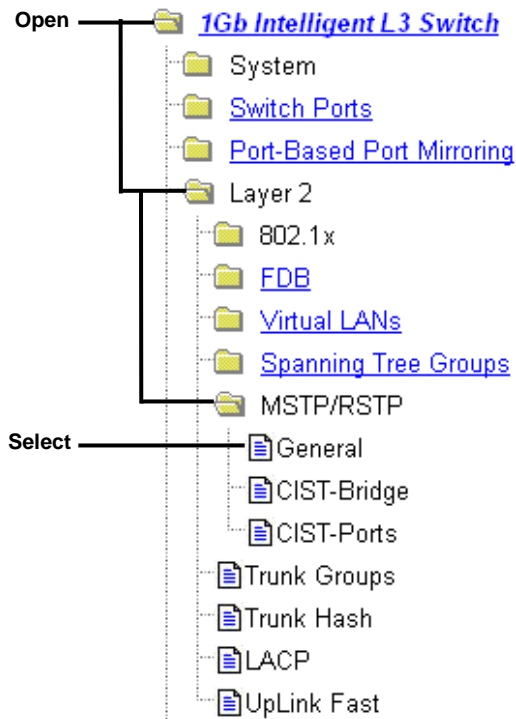 Open 1Gb Intelligent L3 Switch
System
Switch Ports
Port-Based Port Mirroring
Layer 2
802.1x
FDB
Virtual LANs
Spanning Tree Groups
MSTP/RSTP
Select General
CIST-Bridge
CIST-Ports
Trunk Groups
Trunk Hash
LACP
UpLink Fast